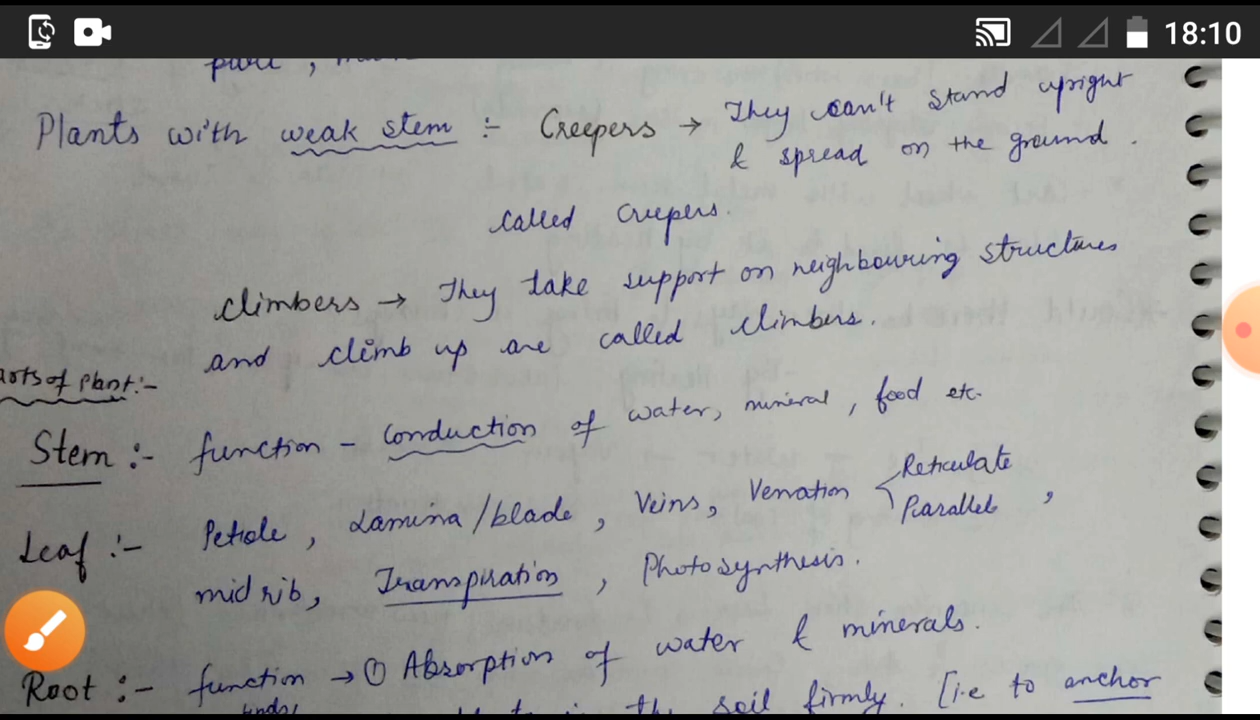 18:10
Plants with weak stem :- Creepers → They can't stand upright
& spread on the ground.
called creepers.
climbers → They take support on neighbouring structures
and climb up are called climbers.
of plant:-
Stem :- function - conduction of water, mineral, food etc.
Leaf :- Petiole, Lamina/blade, Veins, Venation Reticulate
Parallel,
mid rib, Transpiration, Photosynthesis.
Root :- function → ① Absorption of water & minerals.
the soil firmly. [i.e to anchor